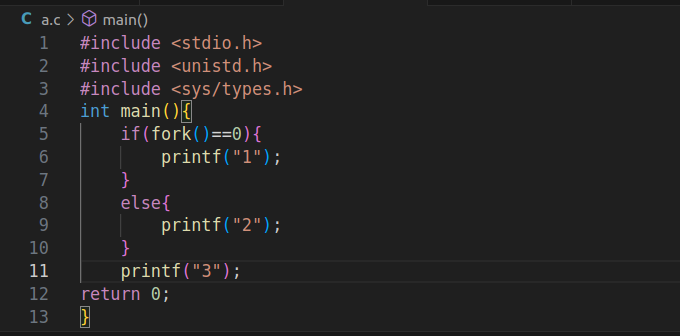 C a.c > main()
1 #include <stdio.h>
2 #include <unistd.h>
3 #include <sys/types.h>
4 int main(){
5     if(fork()==0){
6         printf("1");
7     }
8     else{
9         printf("2");
10     }
11     printf("3");
12 return 0;
13 }